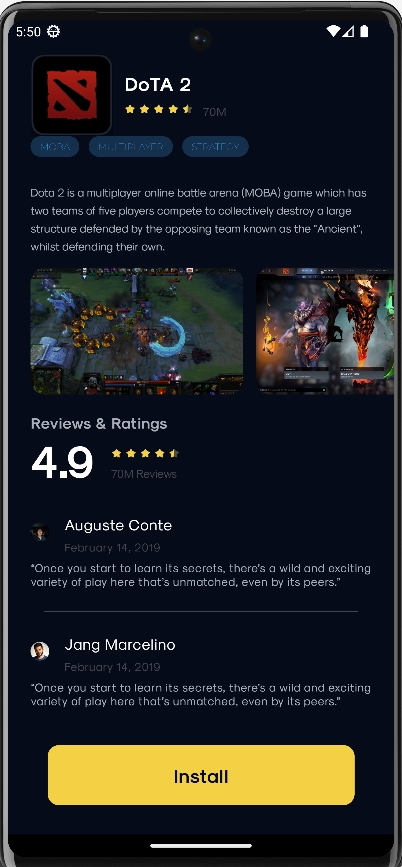 5:50
DoTA 2
70M
MOBA MULTIPLAYER STRATEGY
Dota 2 is a multiplayer online battle arena (MOBA) game which has
two teams of five players compete to collectively destroy a large
structure defended by the opposing team known as the "Ancient",
whilst defending their own.
Reviews & Ratings
4.9
70M Reviews
Auguste Conte
February 14, 2019
“Once you start to learn its secrets, there’s a wild and exciting
variety of play here that’s unmatched, even by its peers.”
Jang Marcelino
February 14, 2019
“Once you start to learn its secrets, there’s a wild and exciting
variety of play here that’s unmatched, even by its peers.”
Install